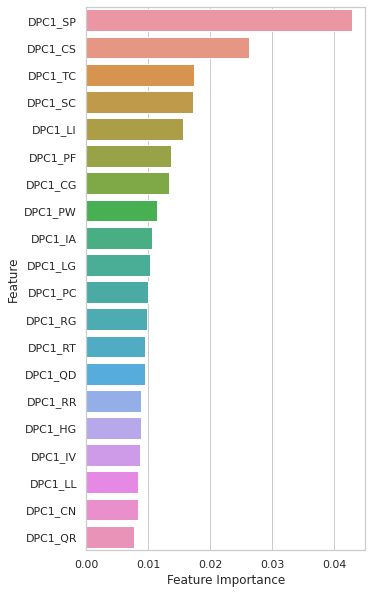 DPC1_SP
DPC1_CS
DPC1_TC
DPC1_SC
DPC1_LI
DPC1_PF
DPC1_CG
DPC1_PW
DPC1_IA
DPC1_LG
DPC1_PC
DPC1_RG
DPC1_RT
DPC1_QD
DPC1_RR
DPC1_HG
DPC1_IV
DPC1_LL
DPC1_CN
DPC1_QR
Feature
0.00 0.01 0.02 0.03 0.04
Feature Importance